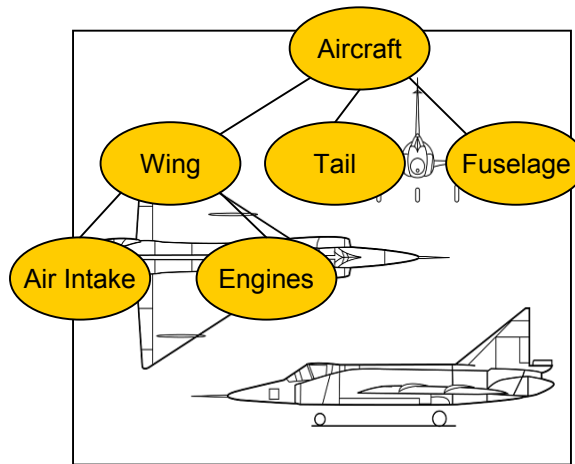 Aircraft
Wing
Tail
Fuselage
Air Intake
Engines